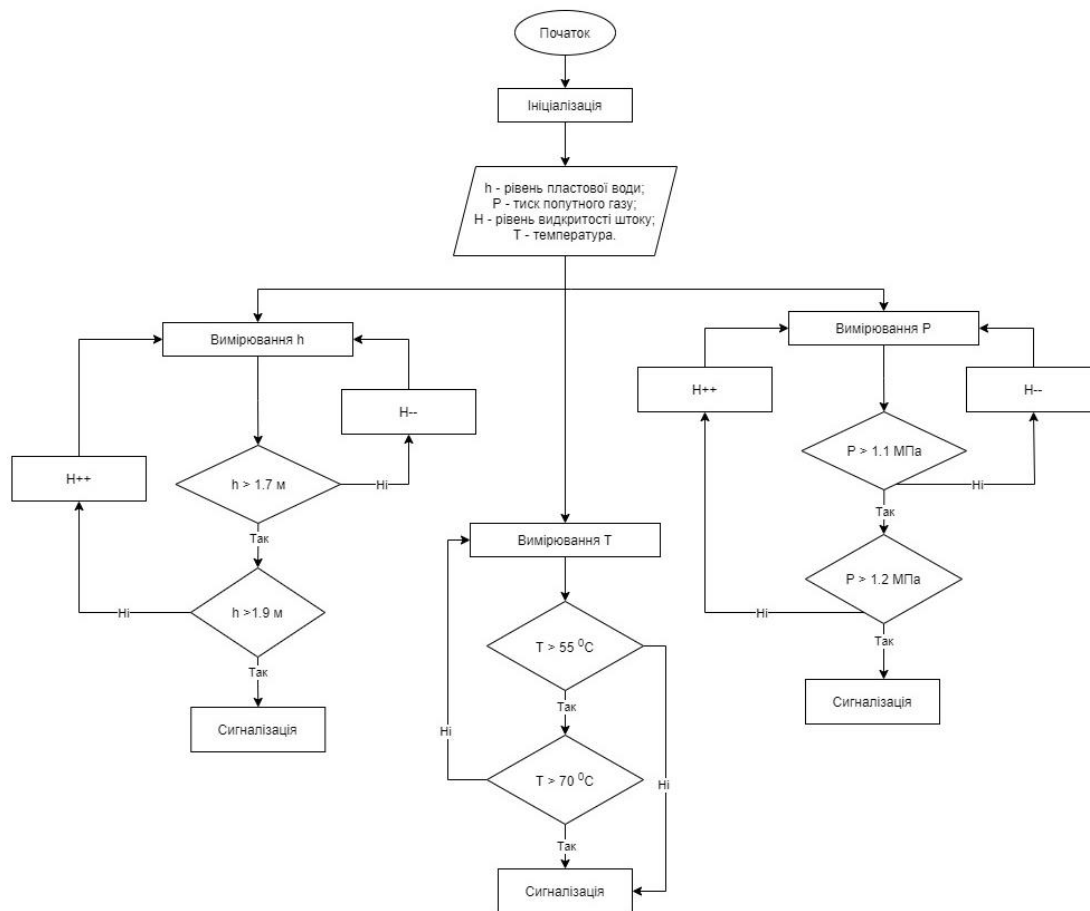 Початок
Ініціалізація
h - рівень пластової води;
P - тиск попутного газу;
H - рівень видкритості штоку;
T - температура.
Вимірювання h
H--
H++
h > 1.7 м
Ні
Так
h >1.9 м
Ні
Так
Сигналізація
Вимірювання T
T > 55 ⁰C
Так
Ні
T > 70 ⁰C
Ні
Так
Сигналізація
Вимірювання P
H++
H--
P > 1.1 МПа
Ні
Так
P > 1.2 МПа
Ні
Так
Сигналізація